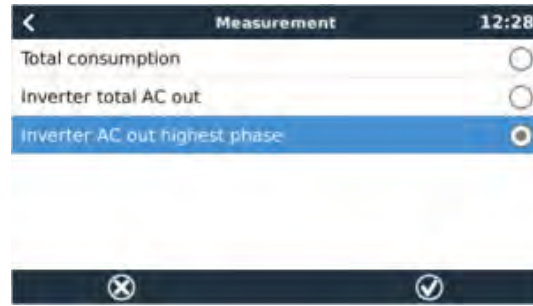 Measurement 12:28
Total consumption
Inverter total AC out
Inverter AC out highest phase